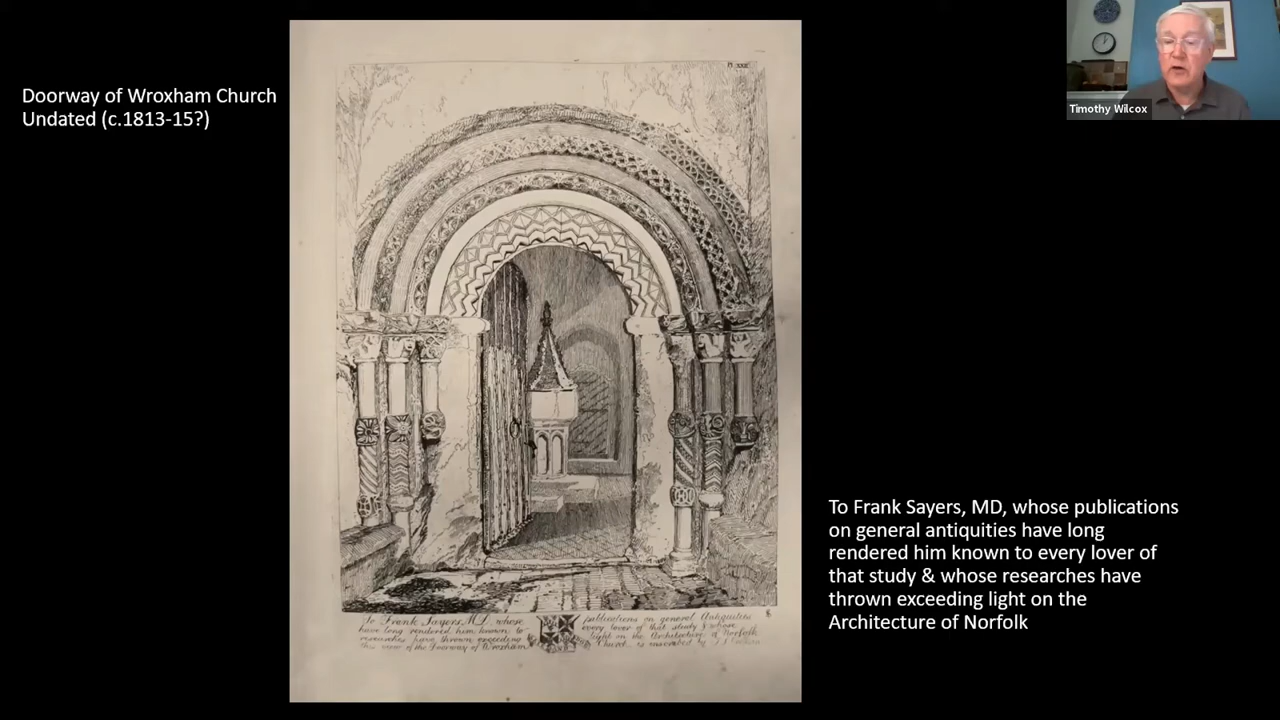 Doorway of Wroxham Church
Undated (c.1813-15?)
Timothy Wilcox
To Frank Sayers, MD, whose publications
on general antiquities have long
rendered him known to every lover of
that study & whose researches have
thrown exceeding light on the
Architecture of Norfolk
To Frank Sayers, M.D. whose
have long rendered him known to
researches have thrown exceeding
this view of the Doorway of Wroxham
publications on general Antiquities
every lover of that study & whose
light on the Architecture of Norfolk
Church is inscribed by